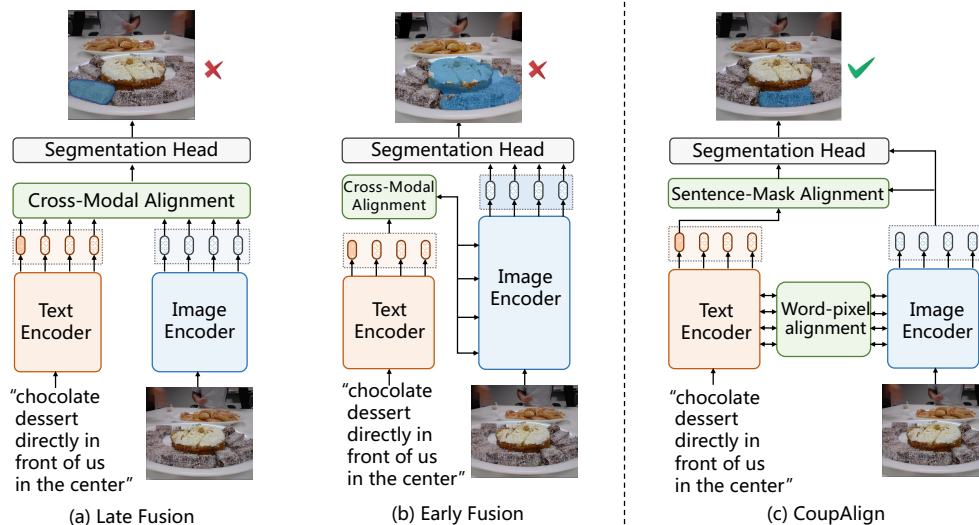 Segmentation Head
Cross-Modal Alignment
Text
Encoder
Image
Encoder
“chocolate
dessert
directly in
front of us
in the center”
(a) Late Fusion
Segmentation Head
Cross-Modal
Alignment
Text
Encoder
Image
Encoder
“chocolate
dessert
directly in
front of us
in the center”
(b) Early Fusion
Segmentation Head
Sentence-Mask Alignment
Text
Encoder
Word-pixel
alignment
Image
Encoder
“chocolate
dessert
directly in
front of us
in the center”
(c) CoupAlign